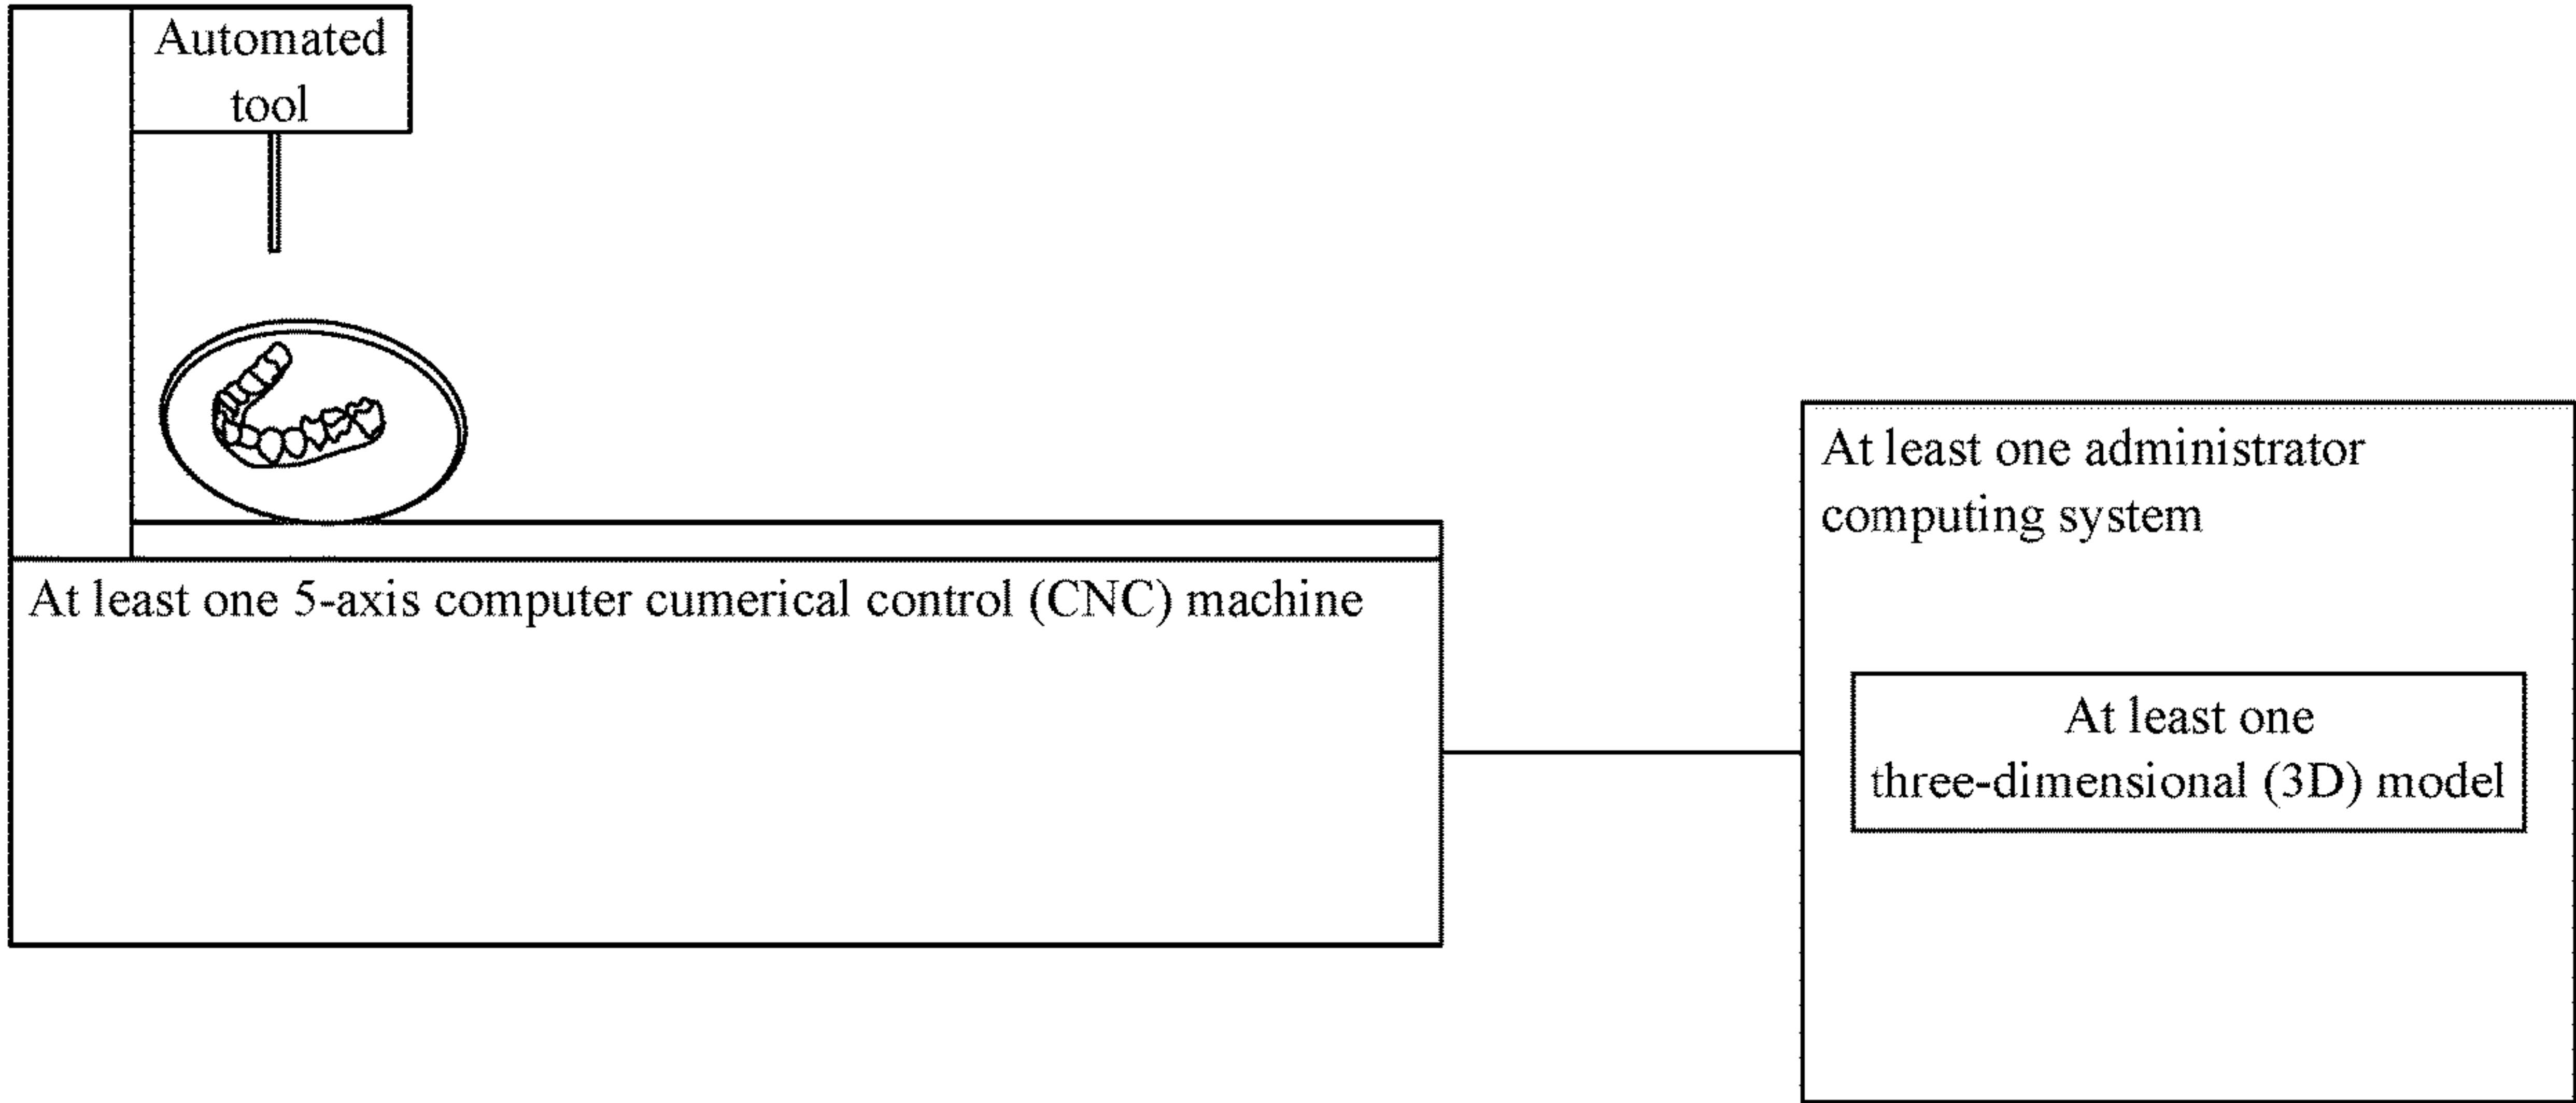 Automated
tool
At least one 5-axis computer cumerical control (CNC) machine
At least one administrator
computing system
At least one
three-dimensional (3D) model